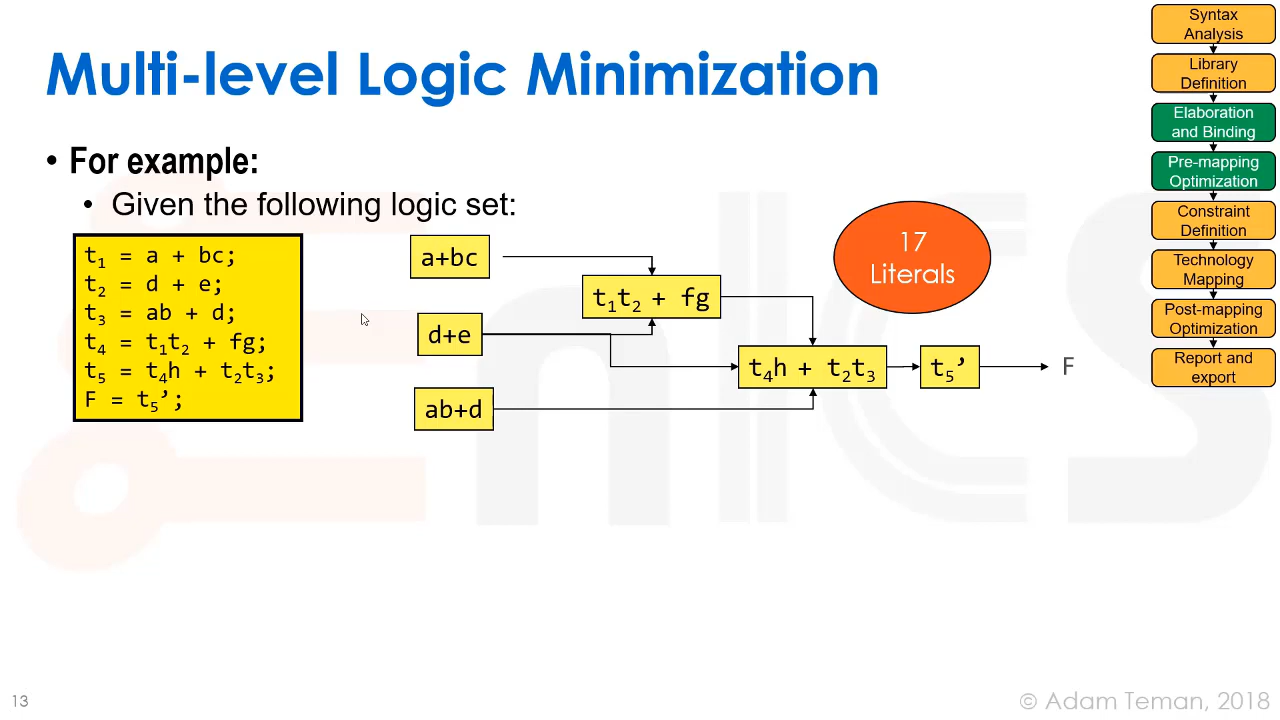 Multi-level Logic Minimization
• For example:
• Given the following logic set:
t1 = a + bc;
t2 = d + e;
t3 = ab + d;
t4 = t1t2 + fg;
t5 = t4h + t2t3;
F = t5’;
a+bc
d+e
ab+d
t1t2 + fg
t4h + t2t3
t5’
F
17
Literals
Syntax
Analysis
Library
Definition
Elaboration
and Binding
Pre-mapping
Optimization
Constraint
Definition
Technology
Mapping
Post-mapping
Optimization
Report and
export
nics
13
© Adam Teman, 2018